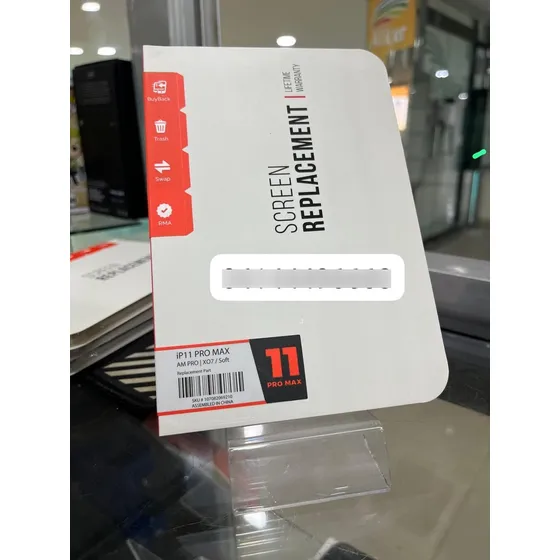 BuyBack
Trash
Swap
RMA
SCREEN
REPLACEMENT
LIFETIME
WARRANTY
iP11 PRO MAX
AM PRO | XO7 / Soft
Replacement Part
ASSEMBLED IN CHINA
11
PRO MAX
REPLACEMENT